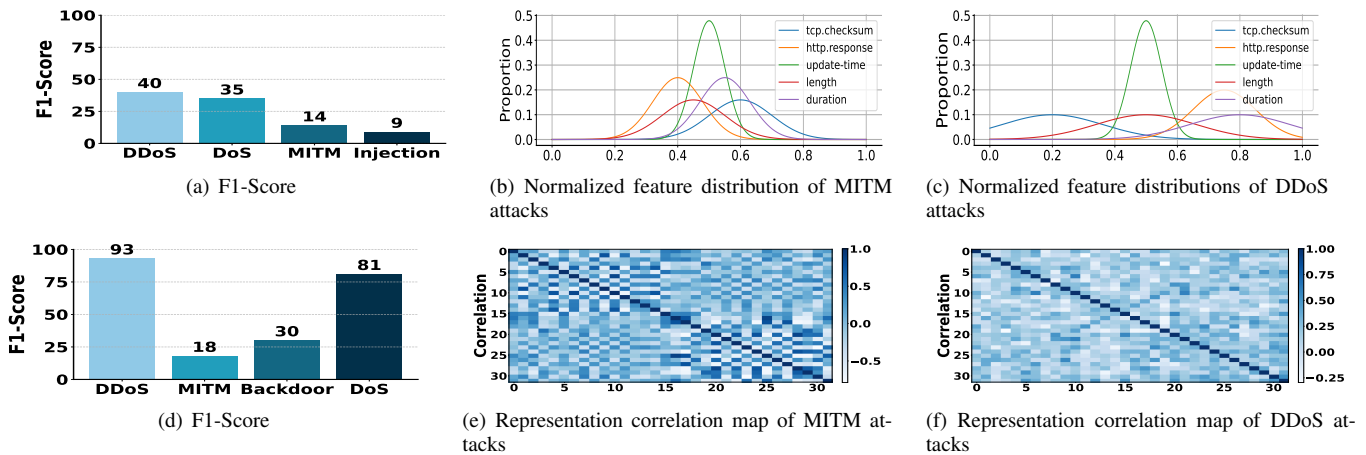 100
75
50
25
0
F1-Score
40
35
14
9
DDoS DoS MITM Injection
(a) F1-Score
0.5
0.4
0.3
0.2
0.1
0.0
Proportion
tcp.checksum
http.response
update-time
length
duration
0.0 0.2 0.4 0.6 0.8 1.0
(b) Normalized feature distribution of MITM
attacks
0.5
0.4
0.3
0.2
0.1
0.0
Proportion
tcp.checksum
http.response
update-time
length
duration
0.0 0.2 0.4 0.6 0.8 1.0
(c) Normalized feature distributions of DDoS
attacks
100
75
50
25
0
F1-Score
93
18
30
81
DDoS MITM Backdoor DoS
(d) F1-Score
0
5
10
15
20
25
30
Correlation
0 5 10 15 20 25 30
1.0
0.5
0.0
−0.5
(e) Representation correlation map of MITM at-
tacks
0
5
10
15
20
25
30
Correlation
0 5 10 15 20 25 30
1.00
0.75
0.50
0.25
0.00
−0.25
(f) Representation correlation map of DDoS at-
tacks